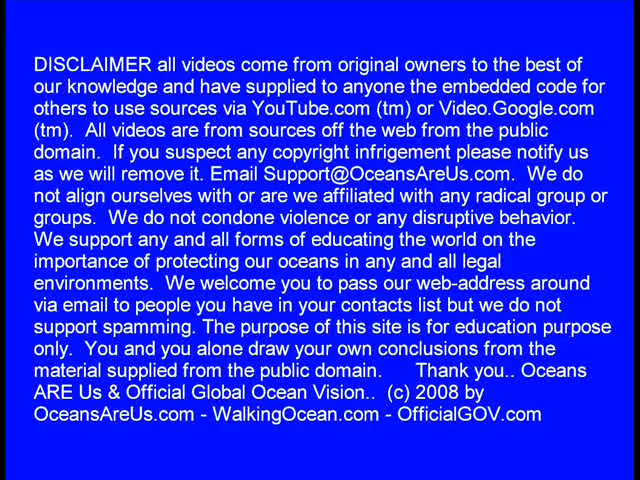 DISCLAIMER all videos come from original owners to the best of
our knowledge and have supplied to anyone the embedded code for
others to use sources via YouTube.com (tm) or Video.Google.com
(tm).  All videos are from sources off the web from the public
domain.  If you suspect any copyright infrigement please notify us
as we will remove it. Email Support@OceansAreUs.com.  We do
not align ourselves with or are we affiliated with any radical group or
groups.  We do not condone violence or any disruptive behavior.
We support any and all forms of educating the world on the
importance of protecting our oceans in any and all legal
environments.  We welcome you to pass our web-address around
via email to people you have in your contacts list but we do not
support spamming. The purpose of this site is for education purpose
only.  You and you alone draw your own conclusions from the
material supplied from the public domain.      Thank you.. Oceans
ARE Us & Official Global Ocean Vision..  (c) 2008 by
OceansAreUs.com - WalkingOcean.com - OfficialGOV.com